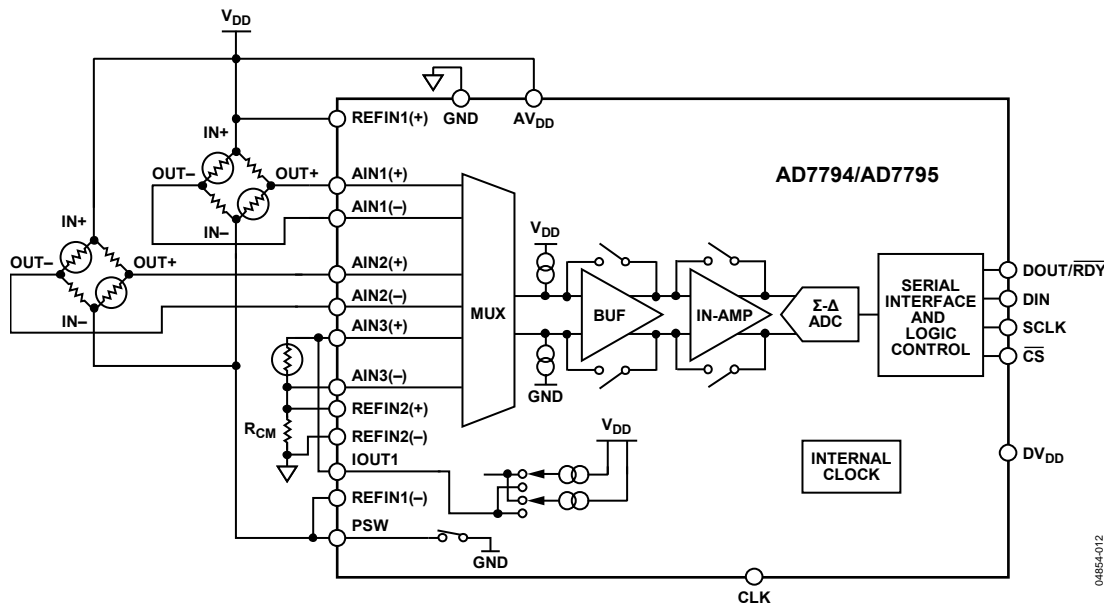 VDD
GND
AVDD
REFIN1(+)
IN+
OUT–
OUT+
IN–
AIN1(+)
AIN1(–)
AD7794/AD7795
IN+
OUT–
OUT+
IN–
AIN2(+)
AIN2(–)
AIN3(+)
AIN3(–)
REFIN2(+)
RCM
REFIN2(–)
IOUT1
REFIN1(–)
PSW
MUX
VDD
GND
BUF
IN-AMP
Σ-Δ
ADC
SERIAL
INTERFACE
AND
LOGIC
CONTROL
DOUT/RDY
DIN
SCLK
CS
VDD
INTERNAL
CLOCK
DVDD
GND
CLK
04854-012